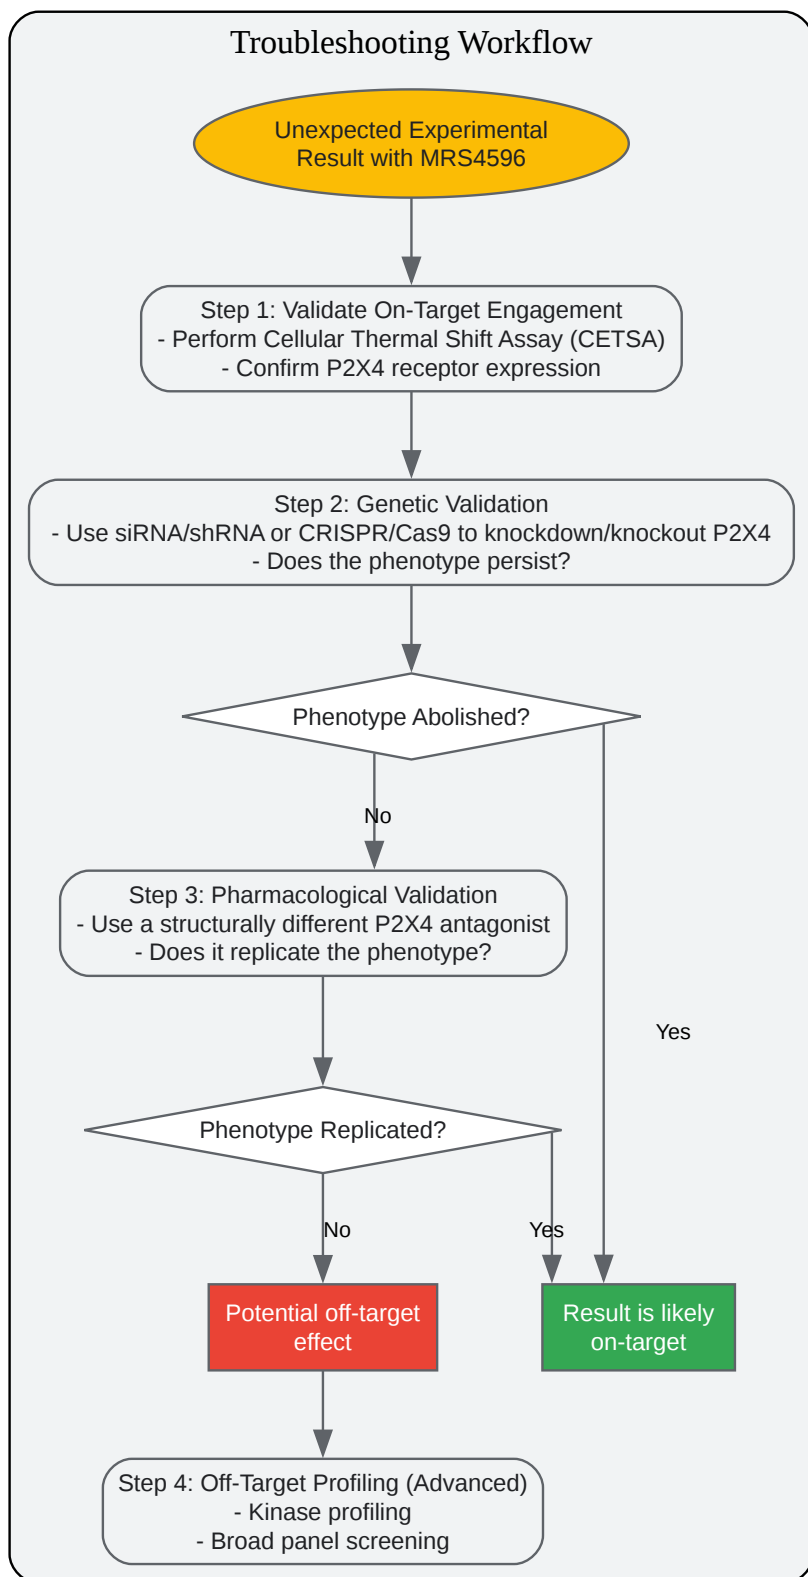 Troubleshooting Workflow
Unexpected Experimental
Result with MRS4596
Step 1: Validate On-Target Engagement
- Perform Cellular Thermal Shift Assay (CETSA)
- Confirm P2X4 receptor expression
Step 2: Genetic Validation
- Use siRNA/shRNA or CRISPR/Cas9 to knockdown/knockout P2X4
- Does the phenotype persist?
Phenotype Abolished?
No
Step 3: Pharmacological Validation
- Use a structurally different P2X4 antagonist
- Does it replicate the phenotype?
Yes
Phenotype Replicated?
No
Yes
Potential off-target
effect
Result is likely
on-target
Step 4: Off-Target Profiling (Advanced)
- Kinase profiling
- Broad panel screening